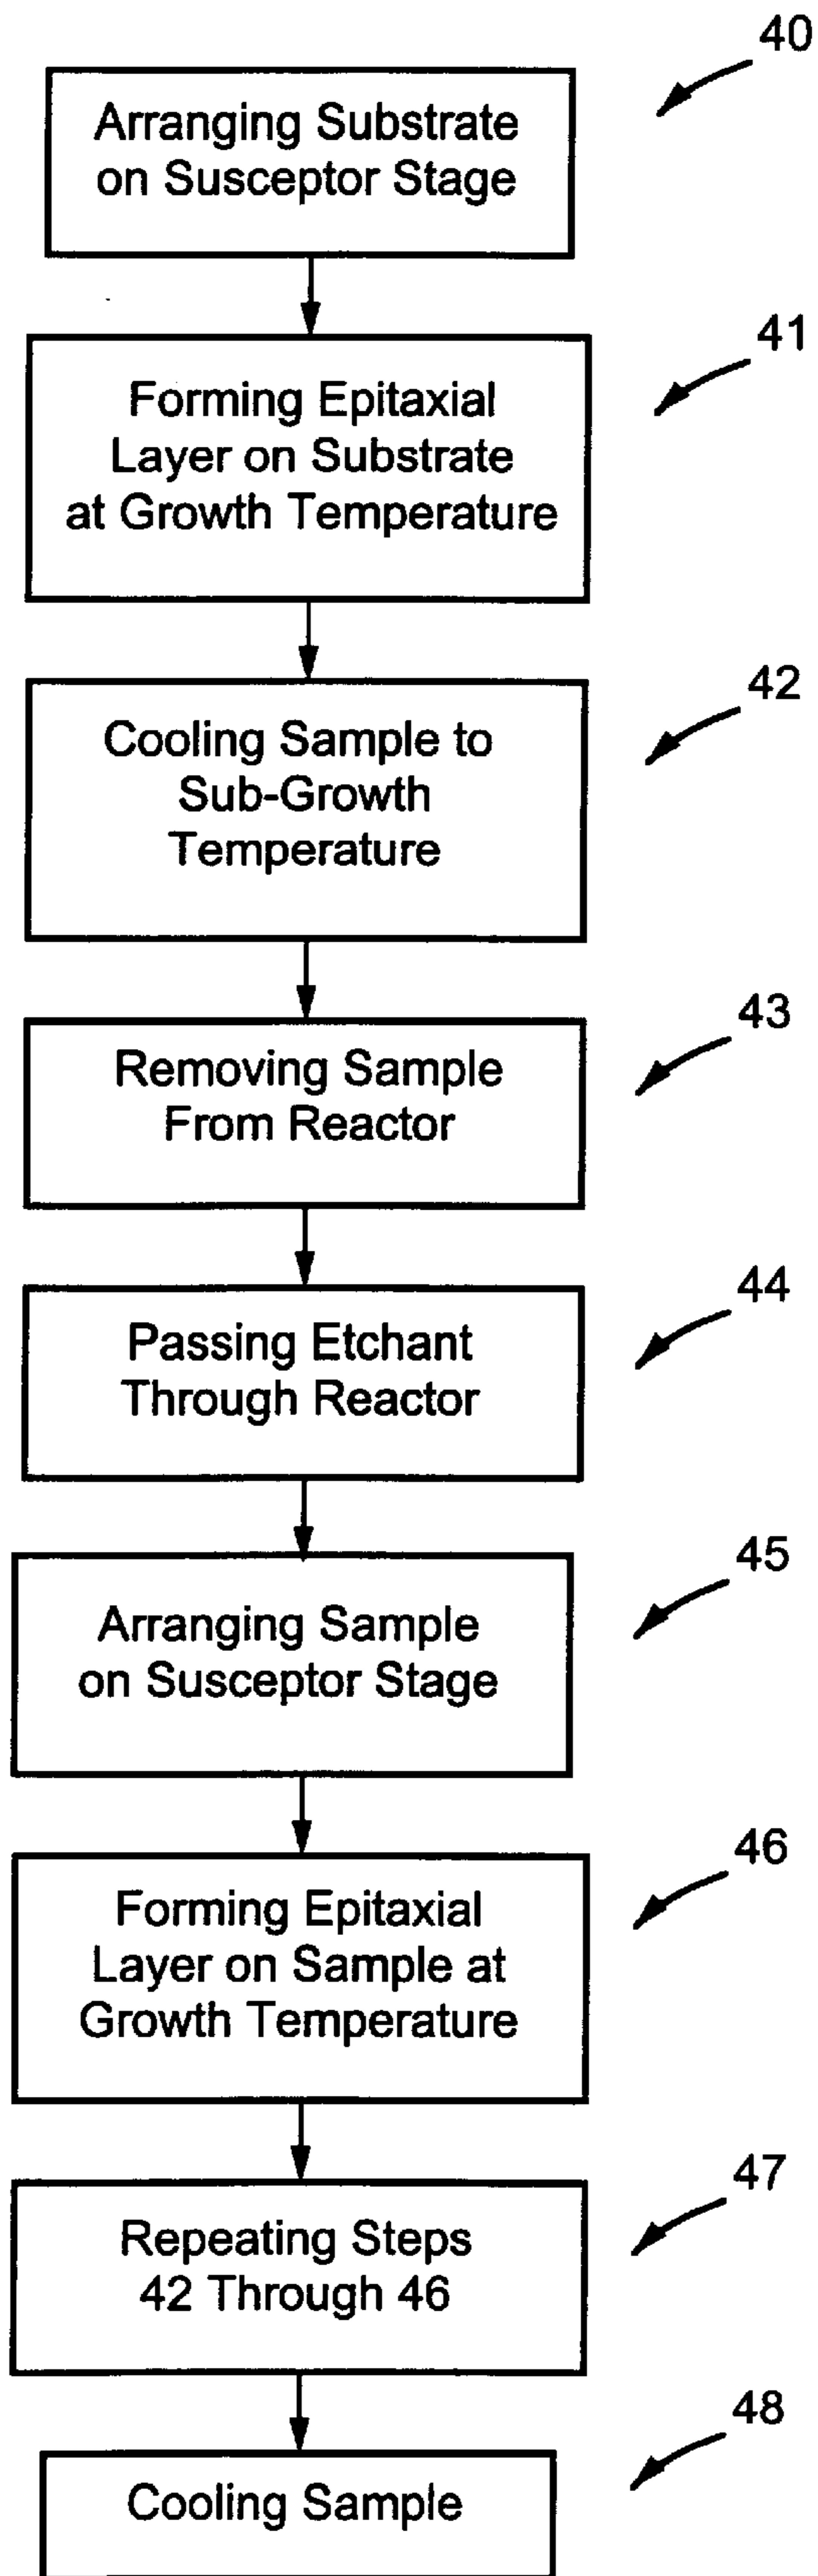 40
Arranging Substrate
on Susceptor Stage
41
Forming Epitaxial
Layer on Substrate
at Growth Temperature
42
Cooling Sample to
Sub-Growth
Temperature
43
Removing Sample
From Reactor
44
Passing Etchant
Through Reactor
45
Arranging Sample
on Susceptor Stage
46
Forming Epitaxial
Layer on Sample at
Growth Temperature
47
Repeating Steps
42 Through 46
48
Cooling Sample